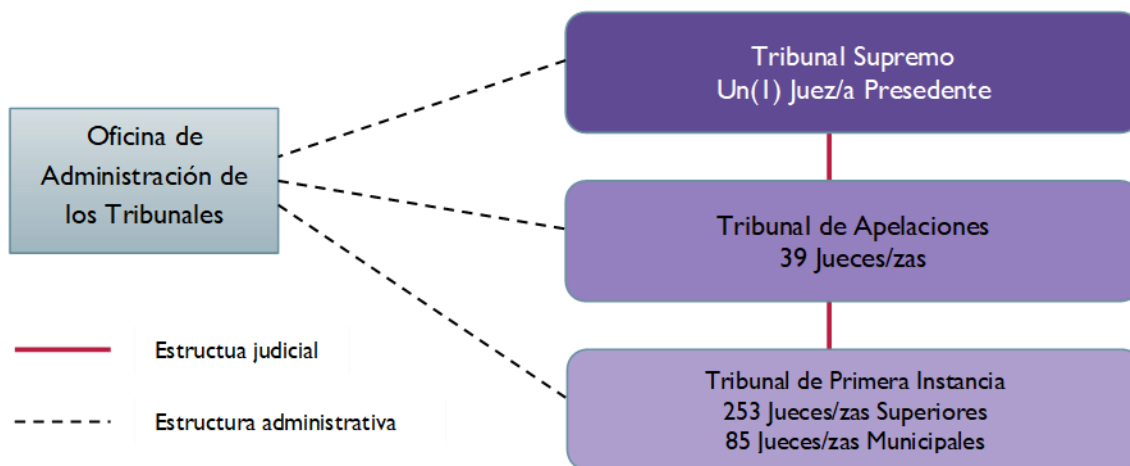 Tribunal Supremo
Un(1) Juez/a Presedente
Oficina de
Administración de
los Tribunales
Tribunal de Apelaciones
39 Jueces/zas
Estructua judicial
Estructura administrativa
Tribunal de Primera Instancia
253 Jueces/zas Superiores
85 Jueces/zas Municipales